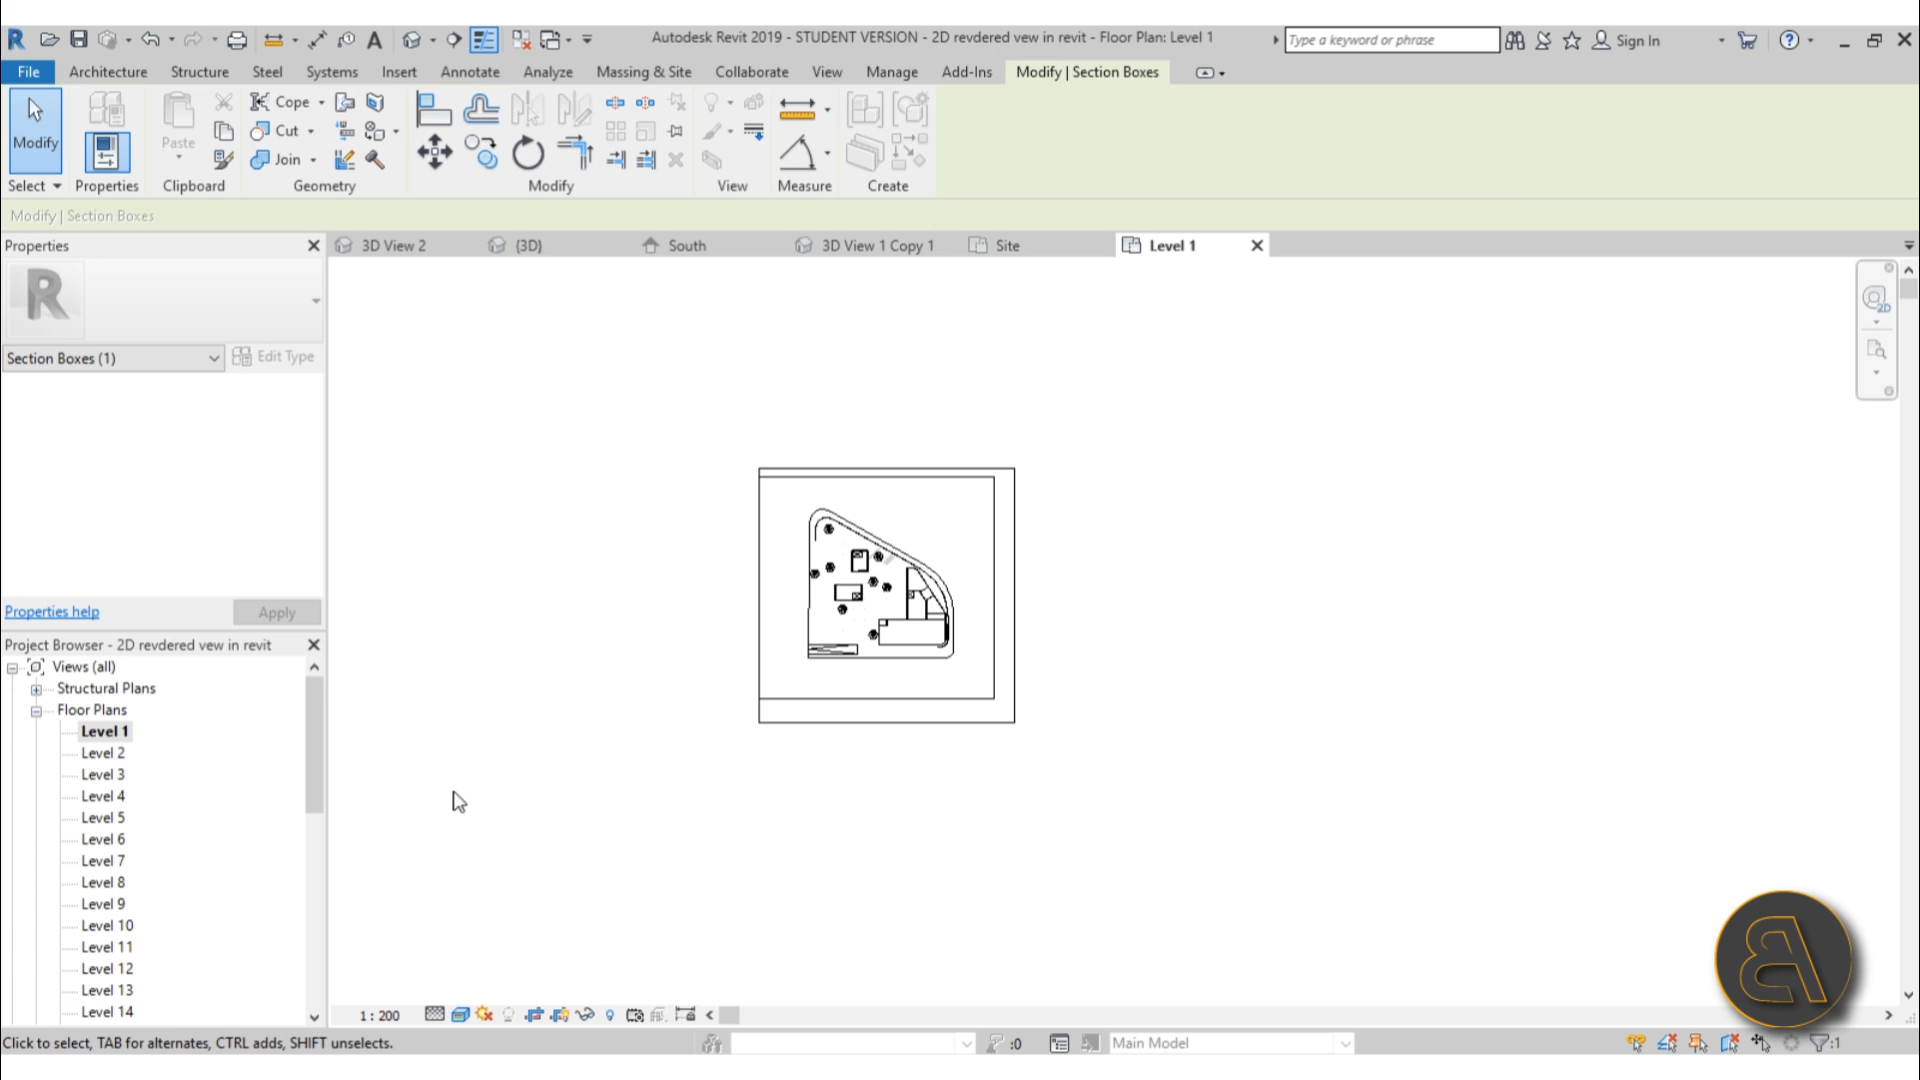 Autodesk Revit 2019 - STUDENT VERSION - 2D revdered vew in revit - Floor Plan: Level 1
Type a keyword or phrase
Sign In
File Architecture Structure Steel Systems Insert Annotate Analyze Massing & Site Collaborate View Manage Add-Ins Modify | Section Boxes
Modify
Paste
Cope
Cut
Join
Select Properties Clipboard Geometry Modify View Measure Create
Modify | Section Boxes
Properties
3D View 2 {3D} South 3D View 1 Copy 1 Site Level 1
R
2D
Section Boxes (1)
Edit Type
Properties help
Apply
Project Browser - 2D revdered vew in revit
Views (all)
Structural Plans
Floor Plans
Level 1
Level 2
Level 3
Level 4
Level 5
Level 6
Level 7
Level 8
Level 9
Level 10
Level 11
Level 12
Level 13
Level 14
1 : 200
Click to select, TAB for alternates, CTRL adds, SHIFT unselects.
:0
Main Model
:1